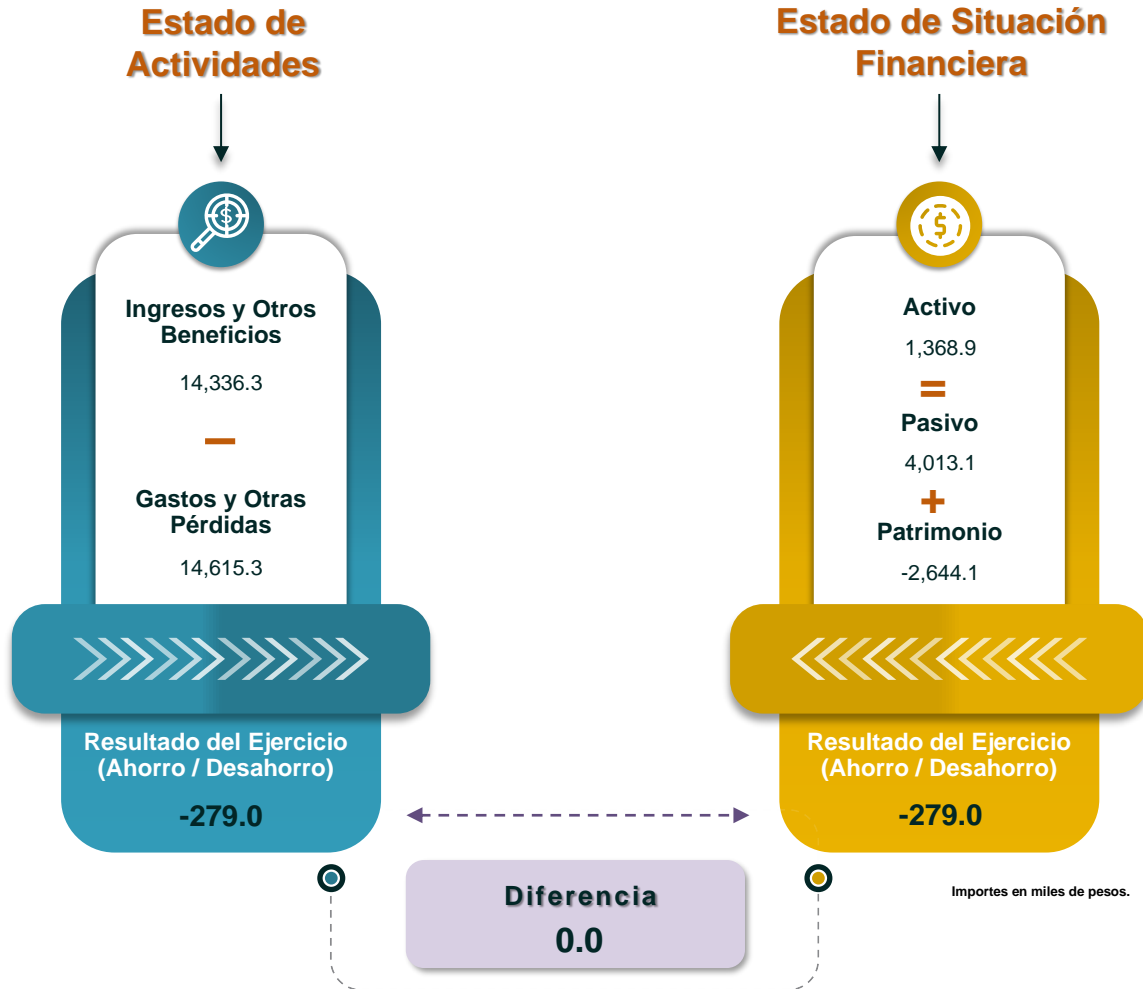 Estado de
Actividades
Ingresos y Otros
Beneficios
14,336.3
–
Gastos y Otras
Pérdidas
14,615.3
Resultado del Ejercicio
(Ahorro / Desahorro)
-279.0
Estado de Situación
Financiera
$
Activo
1,368.9
=
Pasivo
4,013.1
+
Patrimonio
-2,644.1
Resultado del Ejercicio
(Ahorro / Desahorro)
-279.0
Diferencia
0.0
Importes en miles de pesos.